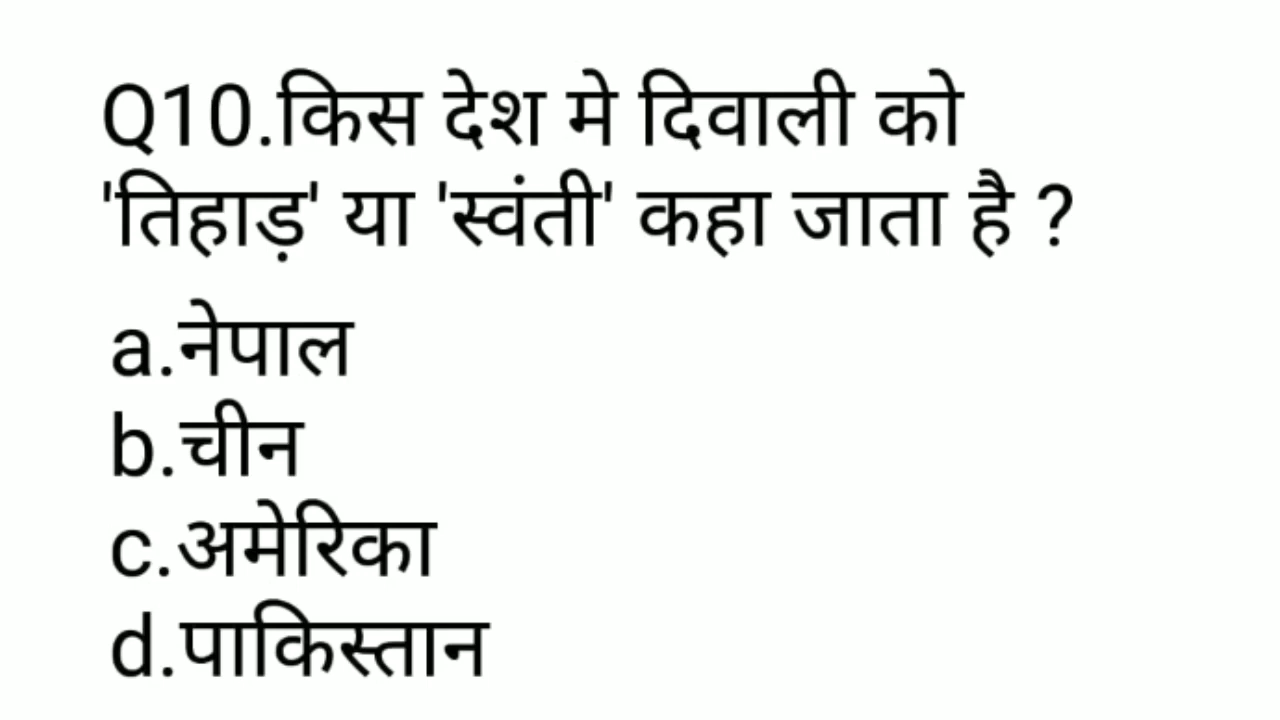 Q10.किस देश मे दिवाली को
'तिहाड़' या 'स्वंती' कहा जाता है ?
a.नेपाल
b.चीन
c.अमेरिका
d.पाकिस्तान